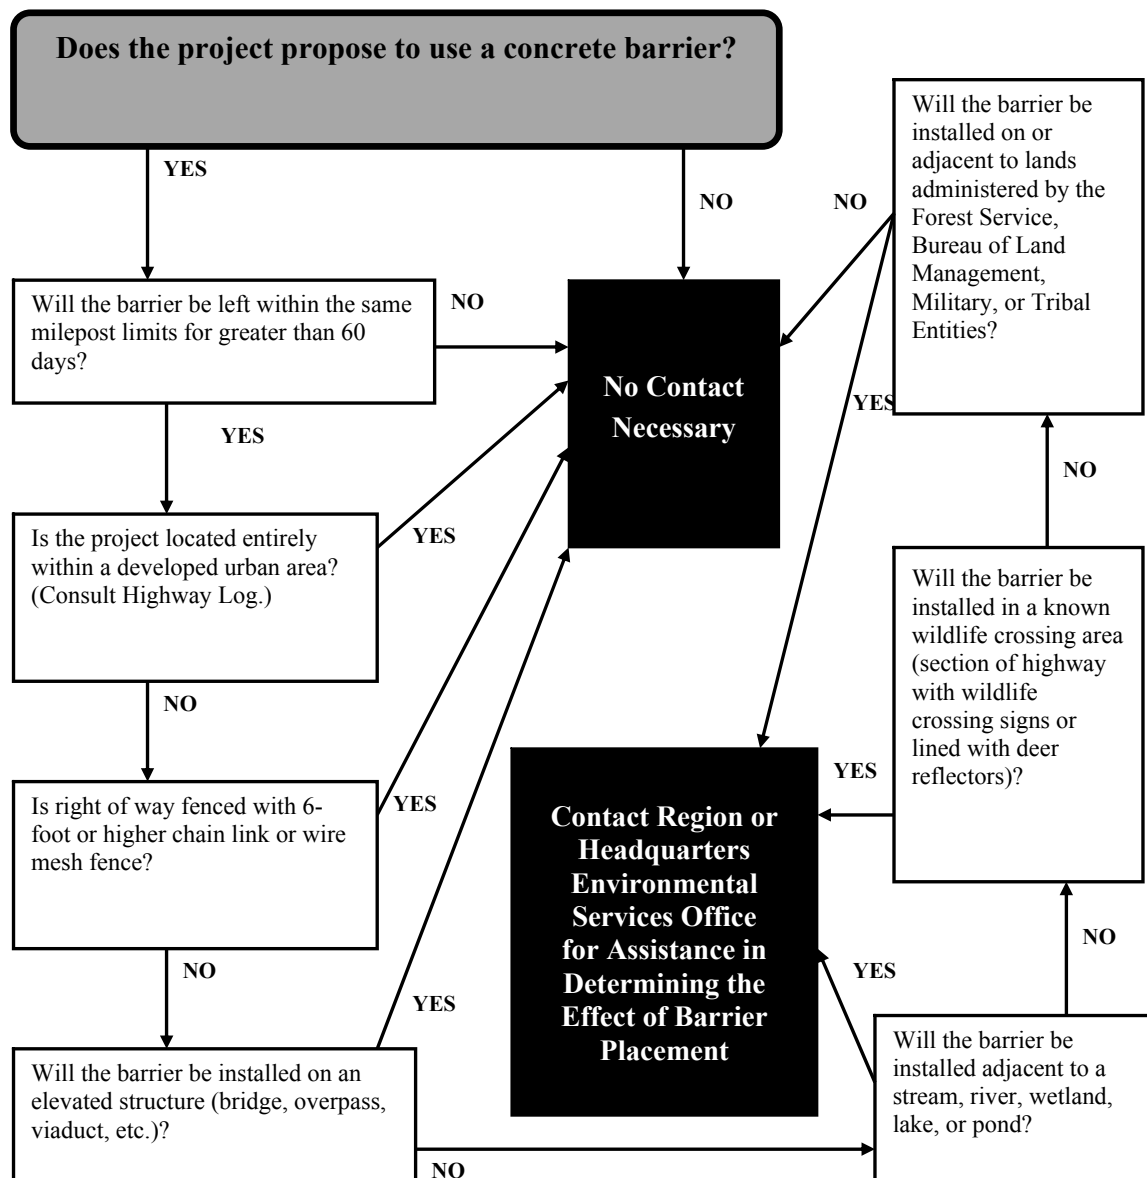 Does the project propose to use a concrete barrier?
YES
NO
Will the barrier be left within the same
milepost limits for greater than 60
days?
NO
YES
Is the project located entirely
within a developed urban area?
(Consult Highway Log.)
YES
NO
Is right of way fenced with 6-
foot or higher chain link or wire
mesh fence?
YES
NO
Will the barrier be installed on an
elevated structure (bridge, overpass,
viaduct, etc.)?
YES
NO
No Contact
Necessary
Contact Region or
Headquarters
Environmental
Services Office
for Assistance in
Determining the
Effect of Barrier
Placement
Will the barrier be
installed on or
adjacent to lands
administered by the
Forest Service,
Bureau of Land
Management,
Military, or Tribal
Entities?
NO
YES
NO
Will the barrier be
installed in a known
wildlife crossing area
(section of highway
with wildlife
crossing signs or
lined with deer
reflectors)?
YES
NO
Will the barrier be
installed adjacent to a
stream, river, wetland,
lake, or pond?
YES